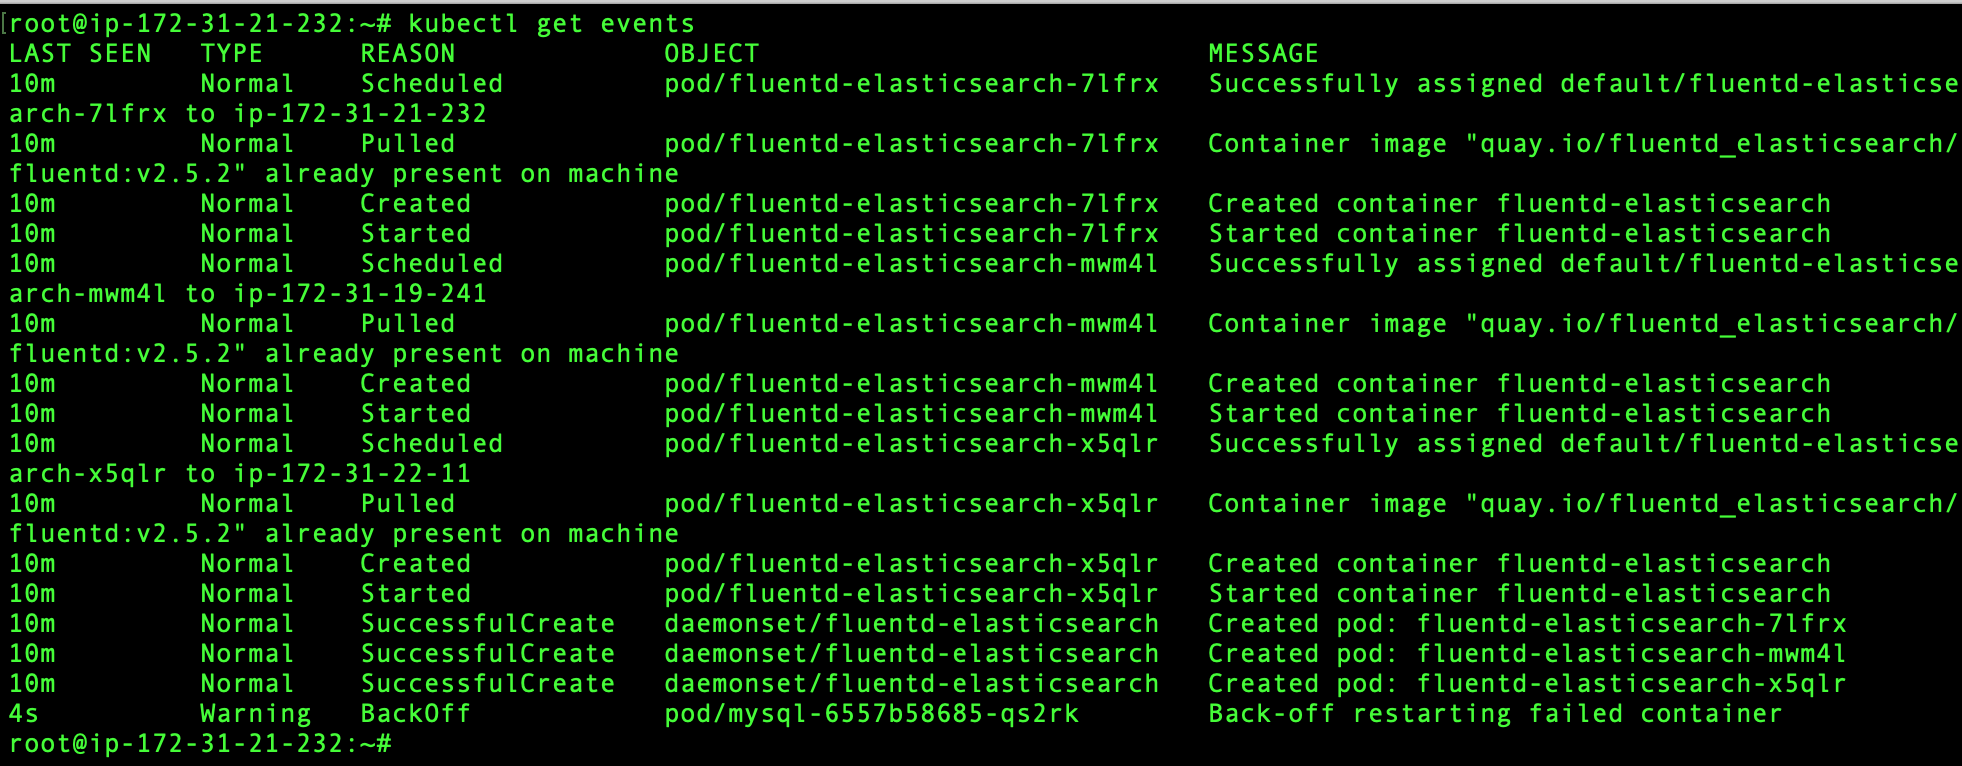 root@ip-172-31-21-232:~# kubectl get events
LAST SEEN   TYPE      REASON             OBJECT                            MESSAGE
10m         Normal    Scheduled          pod/fluentd-elasticsearch-7lfrx   Successfully assigned default/fluentd-elasticse
arch-7lfrx to ip-172-31-21-232
10m         Normal    Pulled             pod/fluentd-elasticsearch-7lfrx   Container image "quay.io/fluentd_elasticsearch/
fluentd:v2.5.2" already present on machine
10m         Normal    Created            pod/fluentd-elasticsearch-7lfrx   Created container fluentd-elasticsearch
10m         Normal    Started            pod/fluentd-elasticsearch-7lfrx   Started container fluentd-elasticsearch
10m         Normal    Scheduled          pod/fluentd-elasticsearch-mwm4l   Successfully assigned default/fluentd-elasticse
arch-mwm4l to ip-172-31-19-241
10m         Normal    Pulled             pod/fluentd-elasticsearch-mwm4l   Container image "quay.io/fluentd_elasticsearch/
fluentd:v2.5.2" already present on machine
10m         Normal    Created            pod/fluentd-elasticsearch-mwm4l   Created container fluentd-elasticsearch
10m         Normal    Started            pod/fluentd-elasticsearch-mwm4l   Started container fluentd-elasticsearch
10m         Normal    Scheduled          pod/fluentd-elasticsearch-x5qlr   Successfully assigned default/fluentd-elasticse
arch-x5qlr to ip-172-31-22-11
10m         Normal    Pulled             pod/fluentd-elasticsearch-x5qlr   Container image "quay.io/fluentd_elasticsearch/
fluentd:v2.5.2" already present on machine
10m         Normal    Created            pod/fluentd-elasticsearch-x5qlr   Created container fluentd-elasticsearch
10m         Normal    Started            pod/fluentd-elasticsearch-x5qlr   Started container fluentd-elasticsearch
10m         Normal    SuccessfulCreate   daemonset/fluentd-elasticsearch   Created pod: fluentd-elasticsearch-7lfrx
10m         Normal    SuccessfulCreate   daemonset/fluentd-elasticsearch   Created pod: fluentd-elasticsearch-mwm4l
10m         Normal    SuccessfulCreate   daemonset/fluentd-elasticsearch   Created pod: fluentd-elasticsearch-x5qlr
4s          Warning   BackOff            pod/mysql-6557b58685-qs2rk        Back-off restarting failed container
root@ip-172-31-21-232:~#